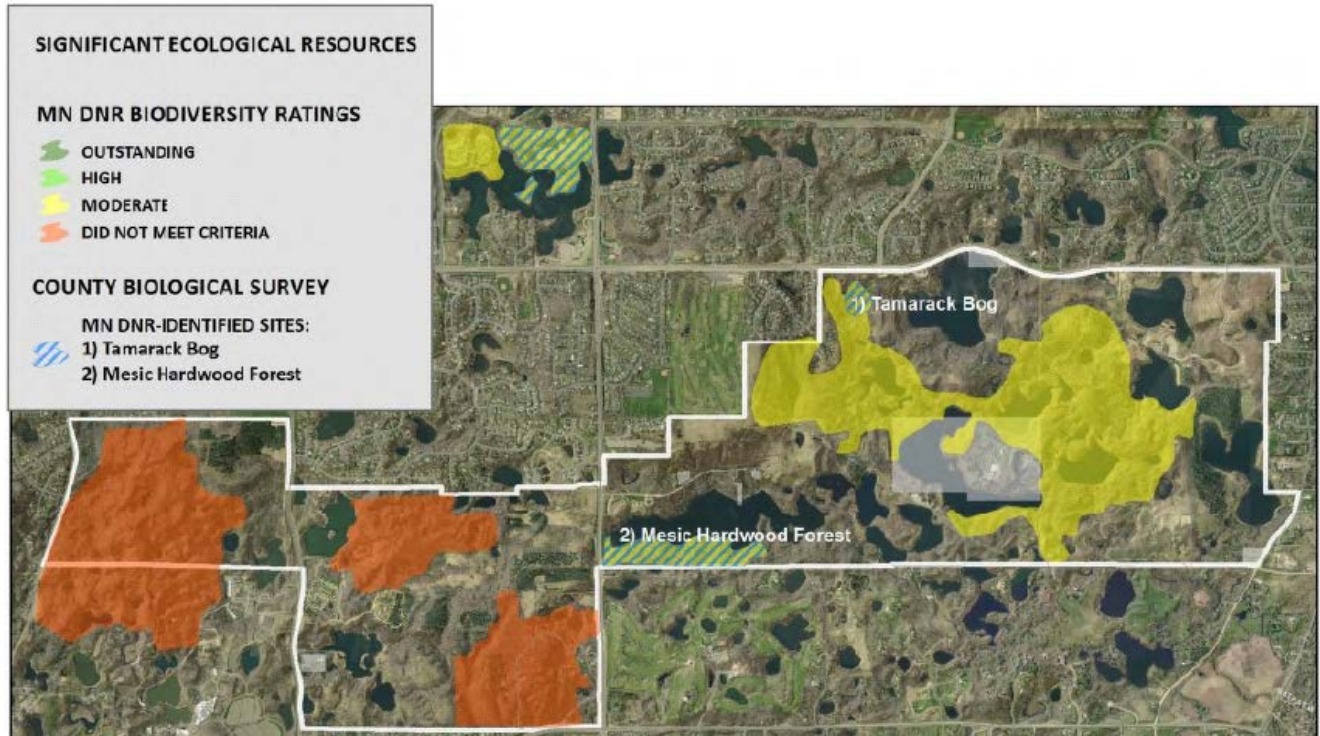 SIGNIFICANT ECOLOGICAL RESOURCES
MN DNR BIODIVERSITY RATINGS
OUTSTANDING
HIGH
MODERATE
DID NOT MEET CRITERIA
COUNTY BIOLOGICAL SURVEY
MN DNR-IDENTIFIED SITES:
1) Tamarack Bog
2) Mesic Hardwood Forest
1) Tamarack Bog
2) Mesic Hardwood Forest